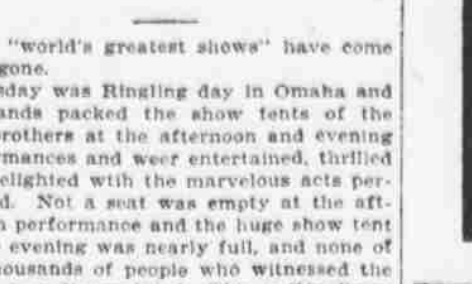 "world's greatest shows" have come
gone.
sday was Ringling day in Omaha and
ands packed the show tents of the
brothers at the afternoon and evening
rmances and weer entertained, thrilled
elighted wtih the marvelous acts per-
d. Not a seat was empty at the aft-
n performance and the huge show tent
evening was nearly full, and none of
housands of people who witnessed the